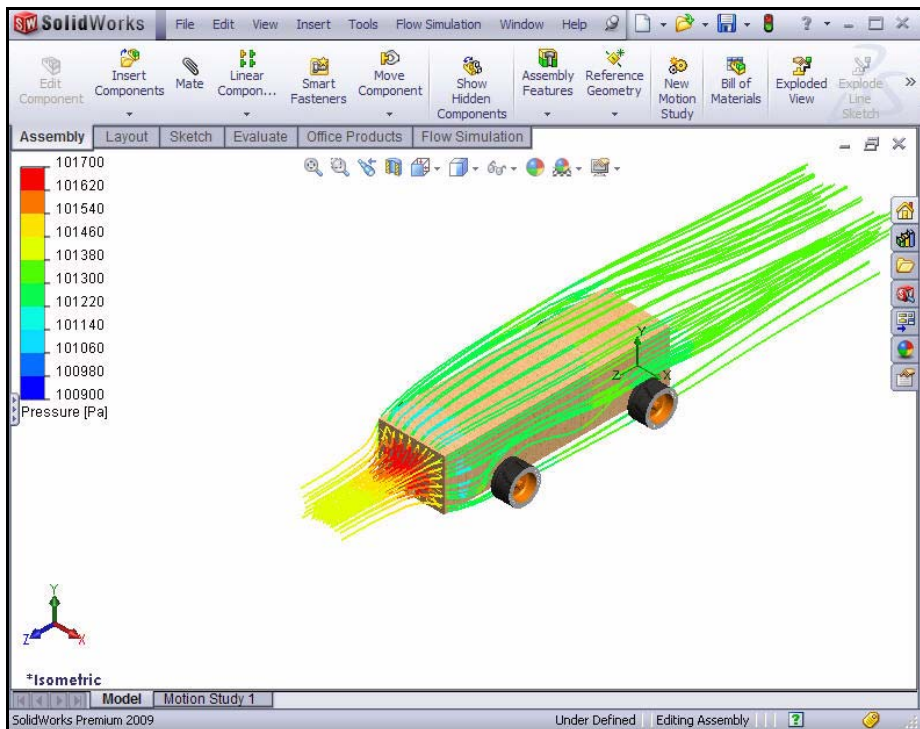 SolidWorks File Edit View Insert Tools Flow Simulation Window Help ?
Edit Component
Insert Components
Mate
Linear Compon...
Smart Fasteners
Move Component
Show Hidden Components
Assembly Features
Reference Geometry
New Motion Study
Bill of Materials
Exploded View
Explode Line Sketch
»
Assembly Layout Sketch Evaluate Office Products Flow Simulation
101700
101620
101540
101460
101380
101300
101220
101140
101060
100980
100900
Pressure [Pa]
Y
Z X
Y
Z X
*Isometric
Model Motion Study 1
SolidWorks Premium 2009 Under Defined Editing Assembly ?